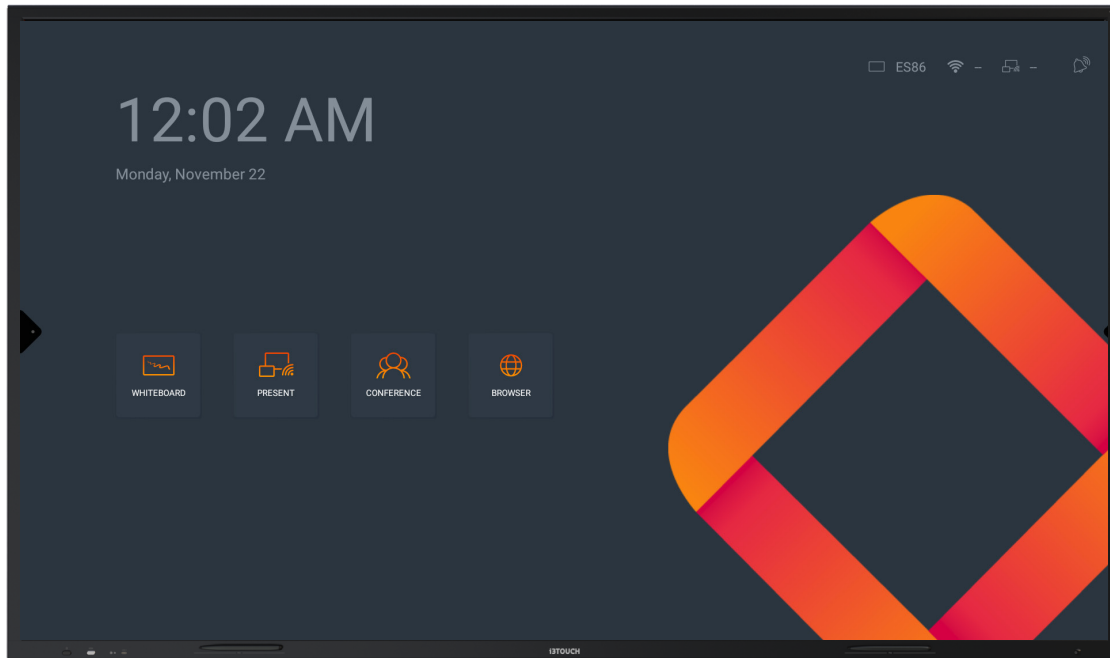 ES86 – –
12:02 AM
Monday, November 22
WHITEBOARD PRESENT CONFERENCE BROWSER
i3TOUCH